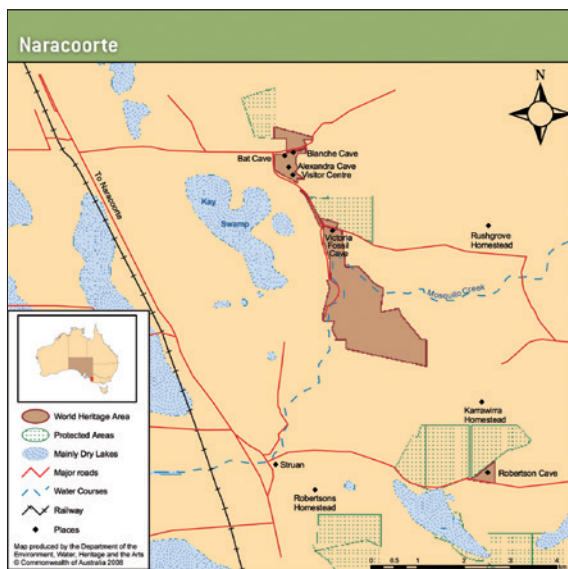 Naracoorte
N
Blanche Cave
Bat Cave
Alexandra Cave
Visitor Centre
To Naracoorte
Kay
Swamp
Victoria
Fossil
Cave
Rushgrove
Homestead
Mosquito Creek
World Heritage Area
Protected Areas
Mainly Dry Lakes
Major roads
Water Courses
Railway
Places
Map produced by the Department of the
Environment, Water, Heritage and the Arts
© Commonwealth of Australia 2008
Karrawirra
Homestead
Robertson Cave
Struan
Robertsons
Homestead
0 0.5 1 2 3 4